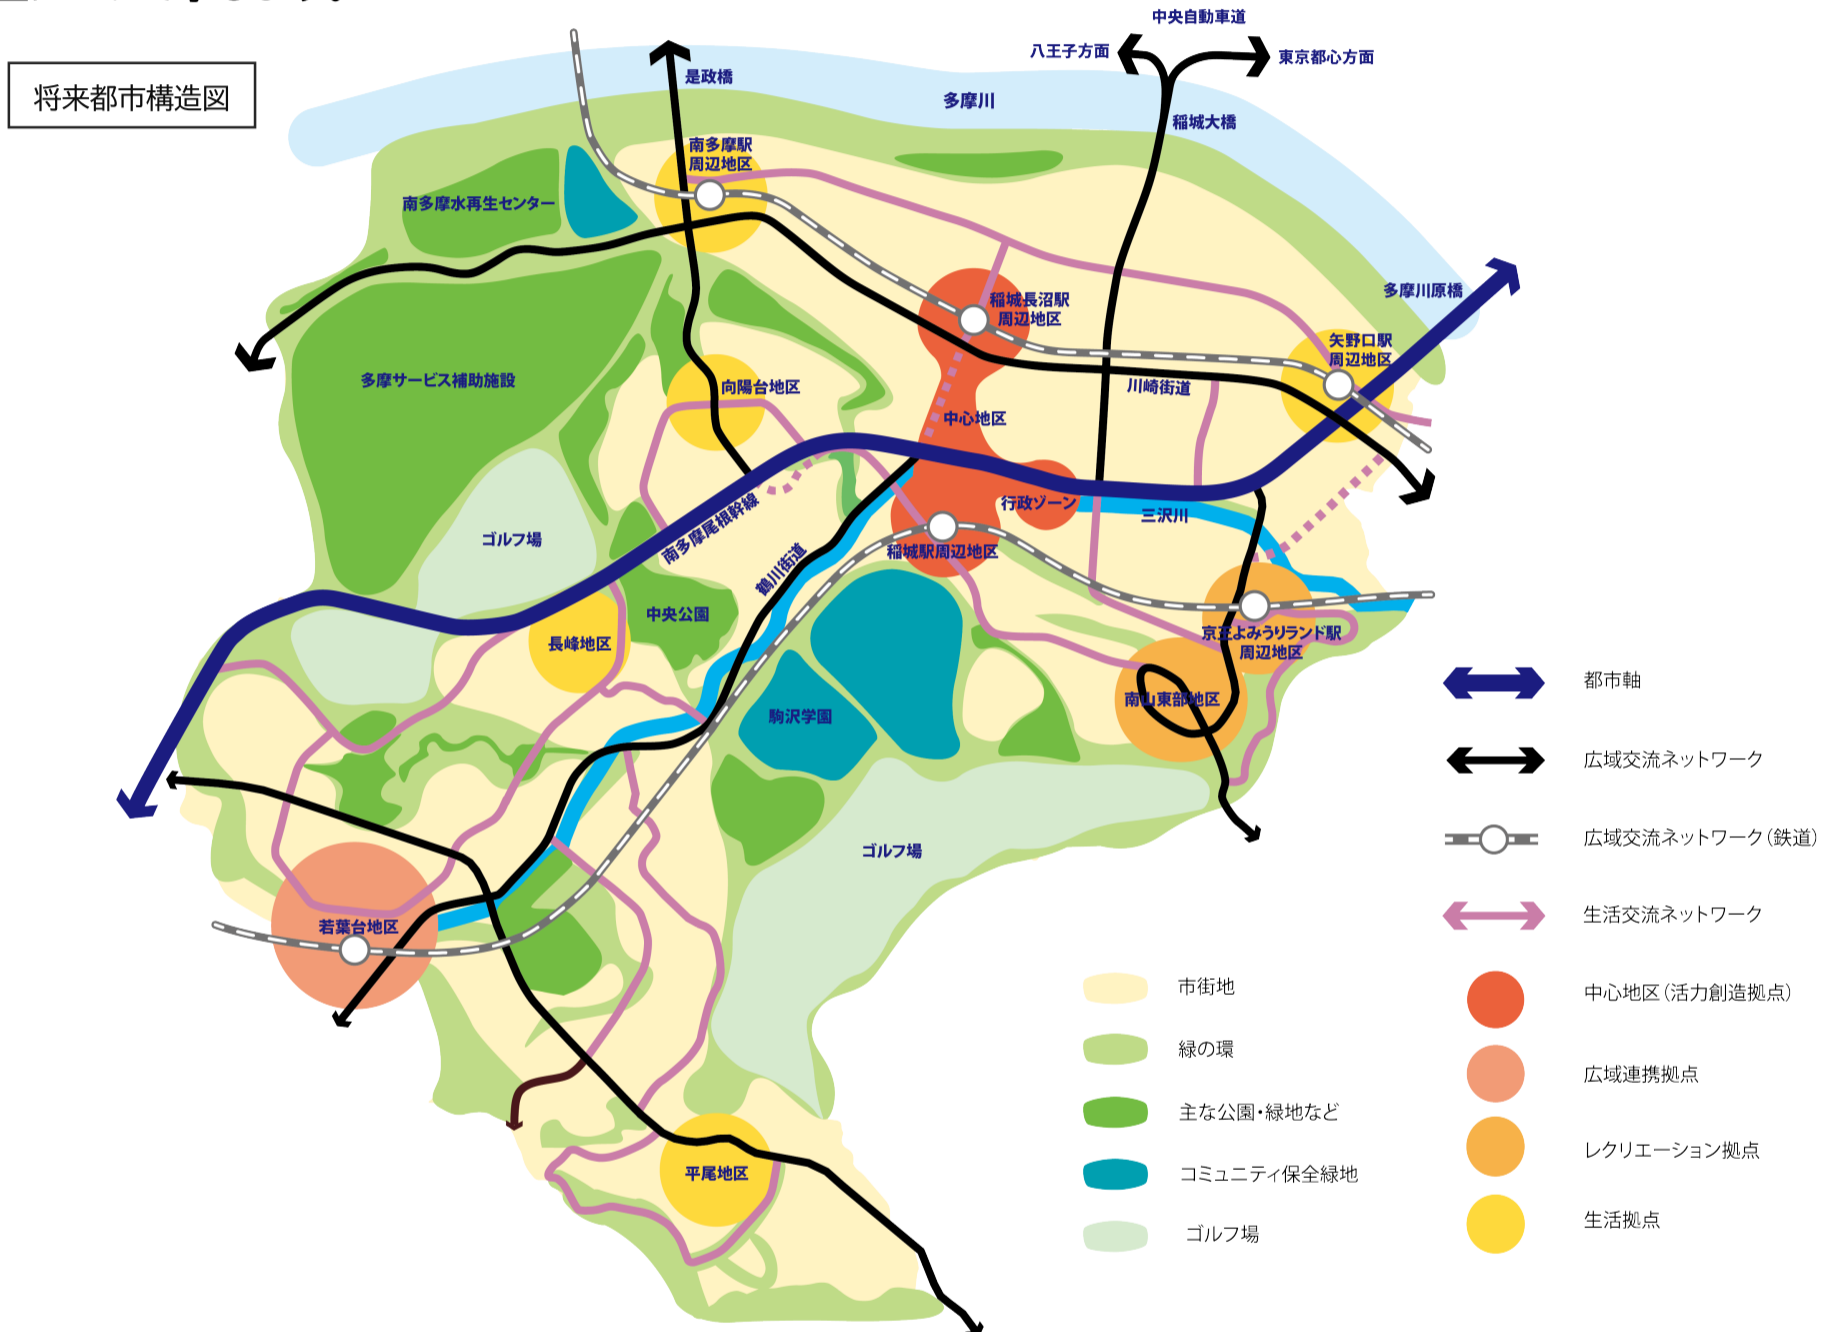 将来都市構造図
中央自動車道
八王子方面
東京都心方面
是政橋
多摩川
稲城大橋
南多摩駅
周辺地区
南多摩水再生センター
多摩川原橋
稲城長沼駅
周辺地区
矢野口駅
周辺地区
多摩サービス補助施設
向陽台地区
川崎街道
中心地区
行政ゾーン
三沢川
南多摩尾根幹線
ゴルフ場
稲城駅周辺地区
鶴川街道
中央公園
長峰地区
京王よみうりランド駅
周辺地区
南山東部地区
駒沢学園
ゴルフ場
若葉台地区
平尾地区
都市軸
広域交流ネットワーク
広域交流ネットワーク(鉄道)
生活交流ネットワーク
市街地
緑の環
主な公園・緑地など
コミュニティ保全緑地
ゴルフ場
中心地区(活力創造拠点)
広域連携拠点
レクリエーション拠点
生活拠点